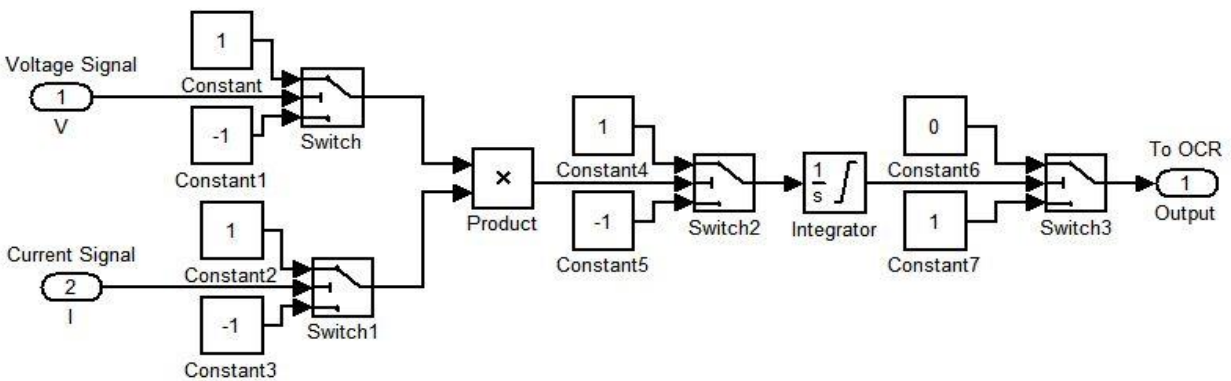 1
Voltage Signal
Constant
1
V
-1
Switch
Constant1
1
Current Signal
Constant2
2
I
-1
Switch1
Constant3
×
Product
1
Constant4
-1
Switch2
Constant5
1
s
Integrator
0
Constant6
1
Switch3
Constant7
To OCR
1
Output